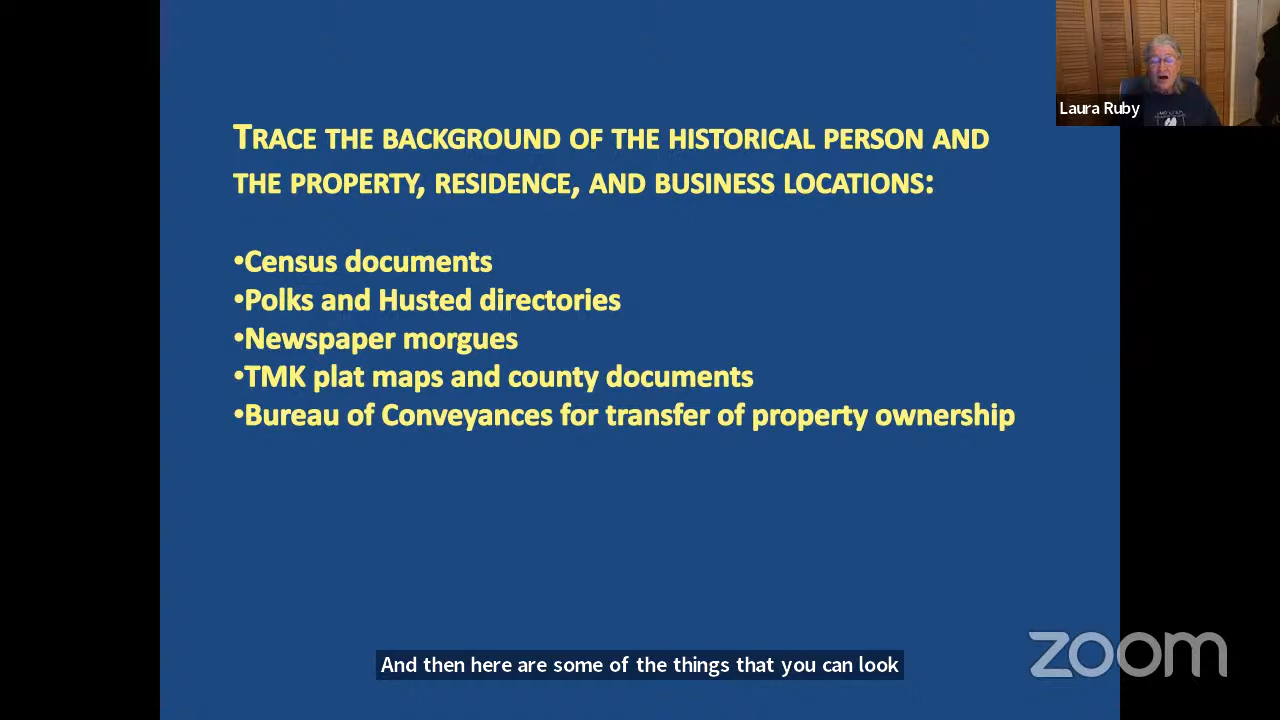 Laura Ruby
TRACE THE BACKGROUND OF THE HISTORICAL PERSON AND
THE PROPERTY, RESIDENCE, AND BUSINESS LOCATIONS:
•Census documents
•Polks and Husted directories
•Newspaper morgues
•TMK plat maps and county documents
•Bureau of Conveyances for transfer of property ownership
And then here are some of the things that you can look
zoom